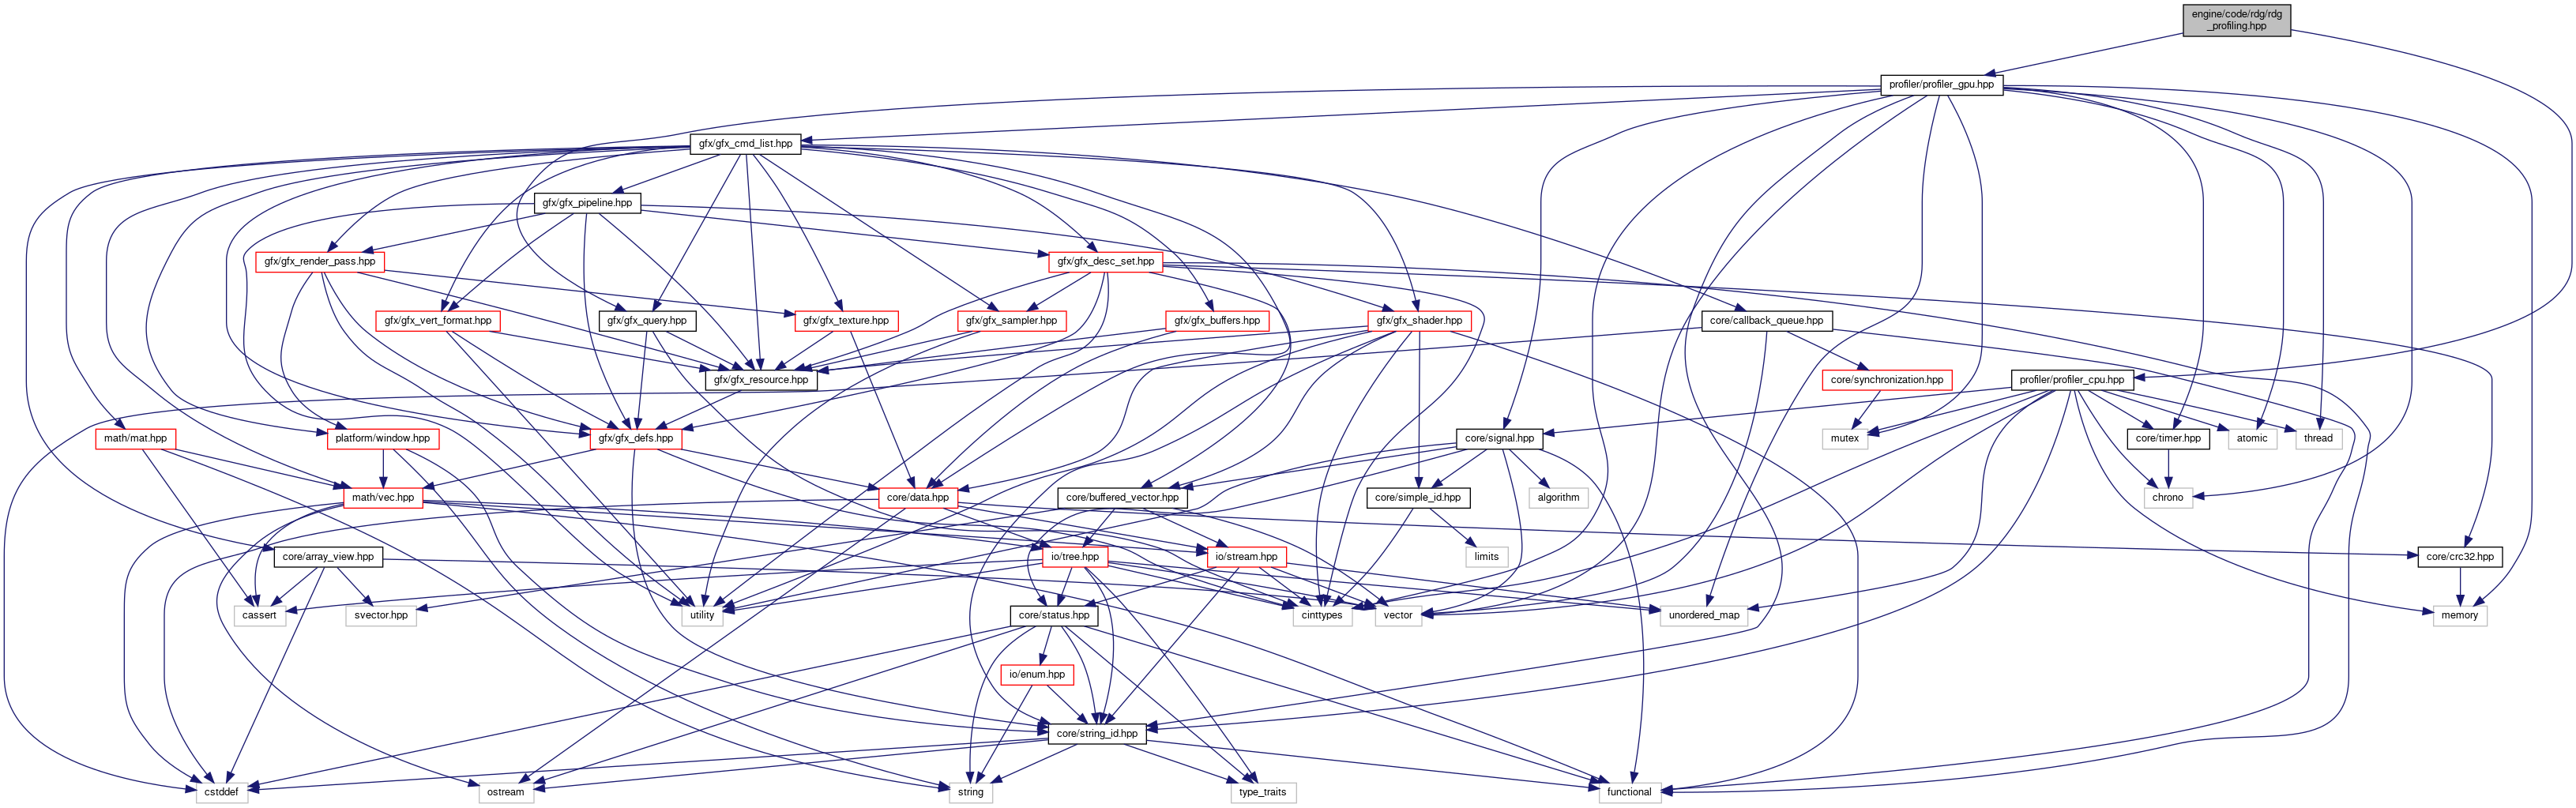 engine/code/rdg/rdg
_profiling.hpp
profiler/profiler_gpu.hpp
gfx/gfx_cmd_list.hpp
gfx/gfx_pipeline.hpp
gfx/gfx_render_pass.hpp
gfx/gfx_desc_set.hpp
gfx/gfx_vert_format.hpp
gfx/gfx_query.hpp
gfx/gfx_texture.hpp
gfx/gfx_sampler.hpp
gfx/gfx_buffers.hpp
gfx/gfx_shader.hpp
core/callback_queue.hpp
gfx/gfx_resource.hpp
core/synchronization.hpp
profiler/profiler_cpu.hpp
math/mat.hpp
platform/window.hpp
gfx/gfx_defs.hpp
core/signal.hpp
mutex
core/timer.hpp
atomic
thread
math/vec.hpp
core/data.hpp
core/buffered_vector.hpp
core/simple_id.hpp
algorithm
chrono
core/array_view.hpp
io/tree.hpp
io/stream.hpp
limits
core/crc32.hpp
cassert
svector.hpp
utility
core/status.hpp
cinttypes
vector
unordered_map
memory
io/enum.hpp
core/string_id.hpp
cstddef
ostream
string
type_traits
functional